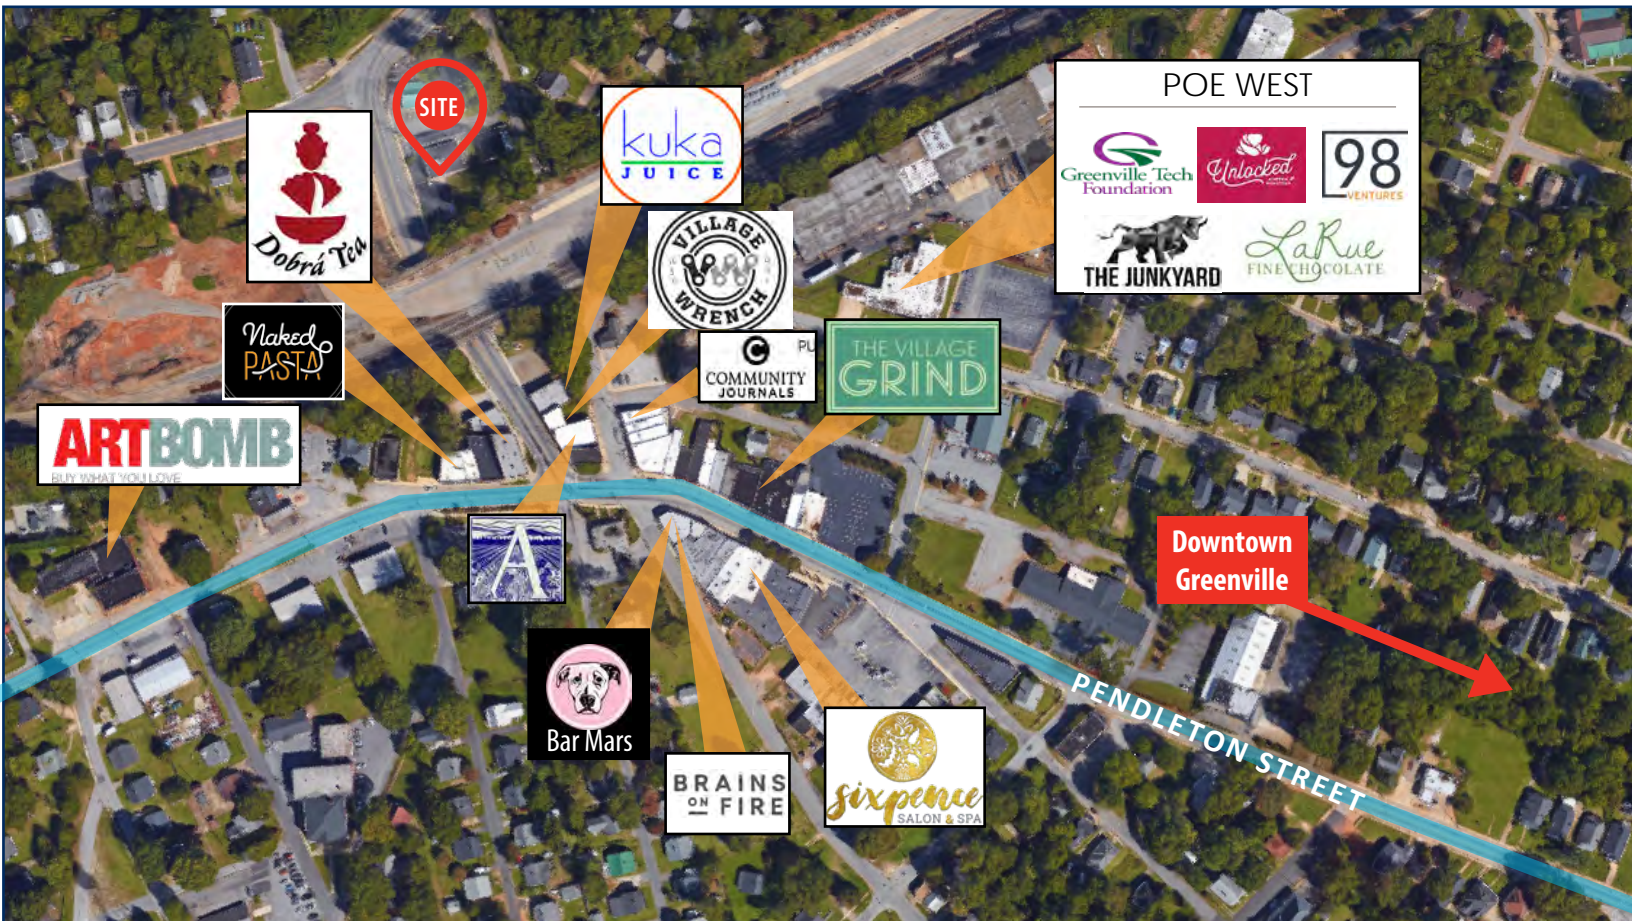 SITE
Dobrá Tea
kuka
JUICE
POE WEST
Greenville Tech
Foundation
Unlocked
98
VENTURES
THE JUNKYARD
LaRue
FINE CHOCOLATE
VILLAGE
WRENCH
Naked
PASTA
C
PU
COMMUNITY
JOURNALS
THE VILLAGE
GRIND
ARTBOMB
BUY WHAT YOU LOVE
A
Downtown
Greenville
Bar Mars
BRAINS
ON FIRE
sixpence
SALON & SPA
PENDLETON STREET